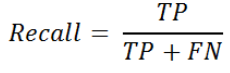 Recall = TP / (TP + FN)